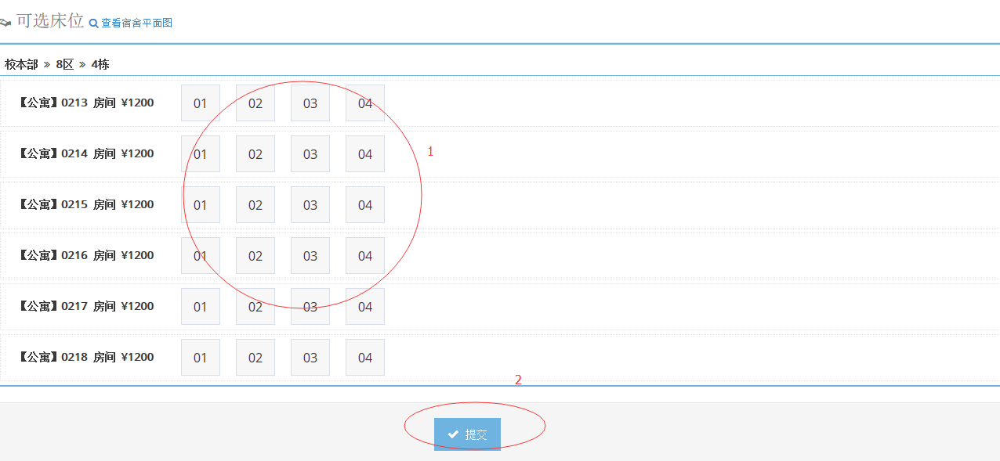 可选床位 查看宿舍平面图
校本部 » 8区 » 4栋
【公寓】0213 房间 ¥1200 01 02 03 04
【公寓】0214 房间 ¥1200 01 02 03 04 1
【公寓】0215 房间 ¥1200 01 02 03 04
【公寓】0216 房间 ¥1200 01 02 03 04
【公寓】0217 房间 ¥1200 01 02 03 04
【公寓】0218 房间 ¥1200 01 02 03 04
2
提交